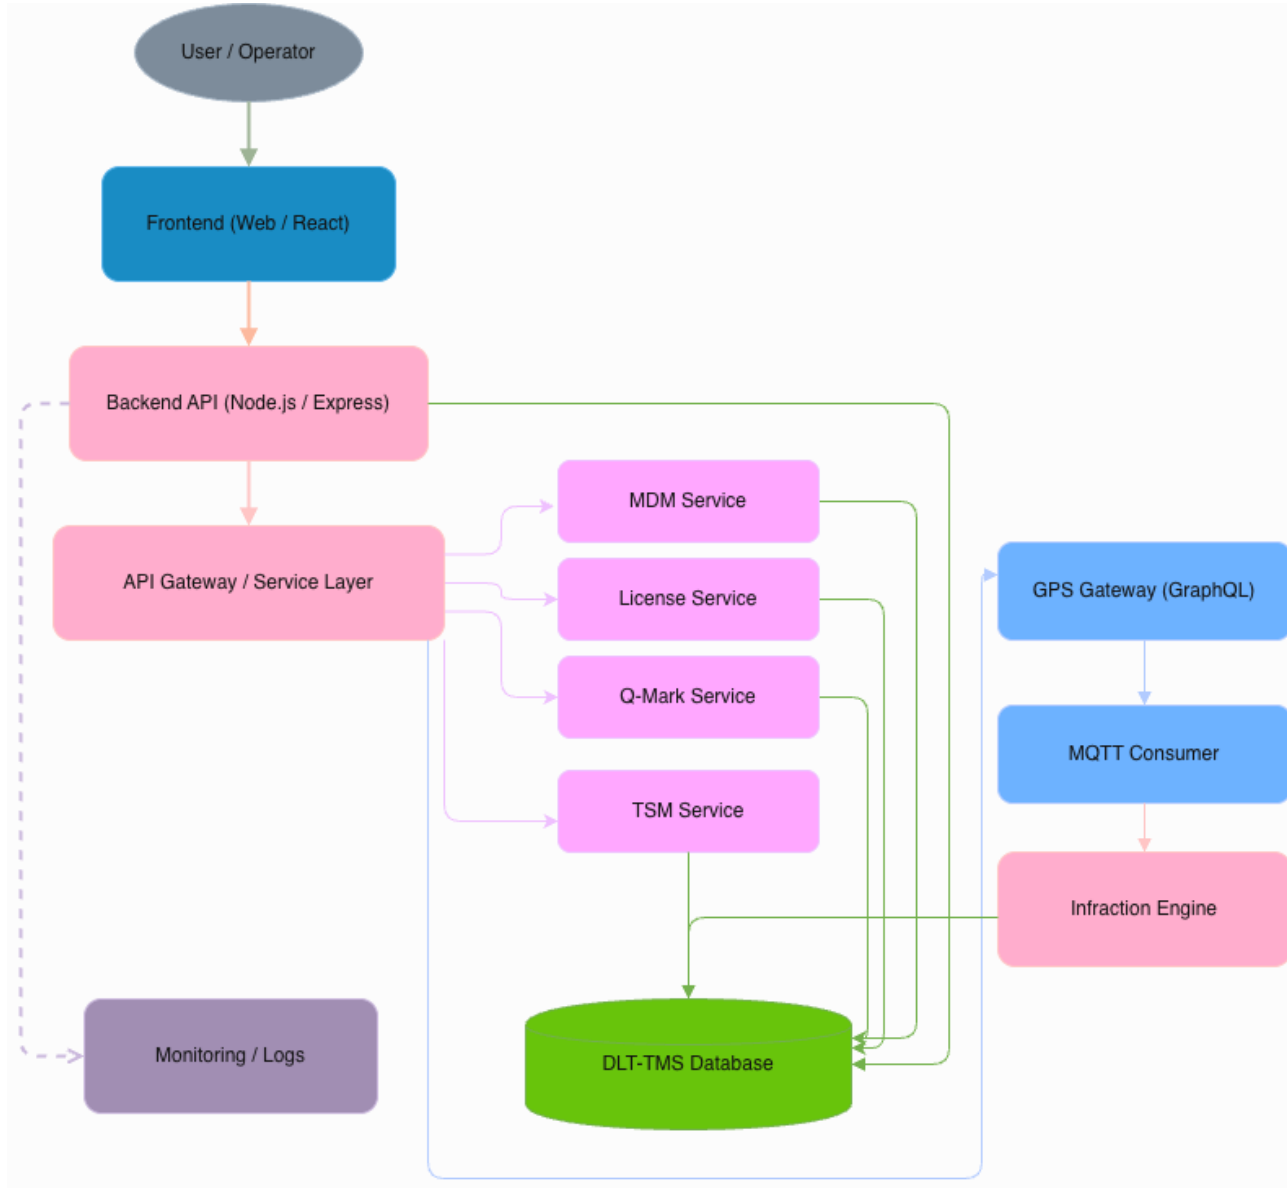 User / Operator
Frontend (Web / React)
Backend API (Node.js / Express)
MDM Service
API Gateway / Service Layer
License Service
GPS Gateway (GraphQL)
Q-Mark Service
MQTT Consumer
TSM Service
Infraction Engine
Monitoring / Logs
DLT-TMS Database